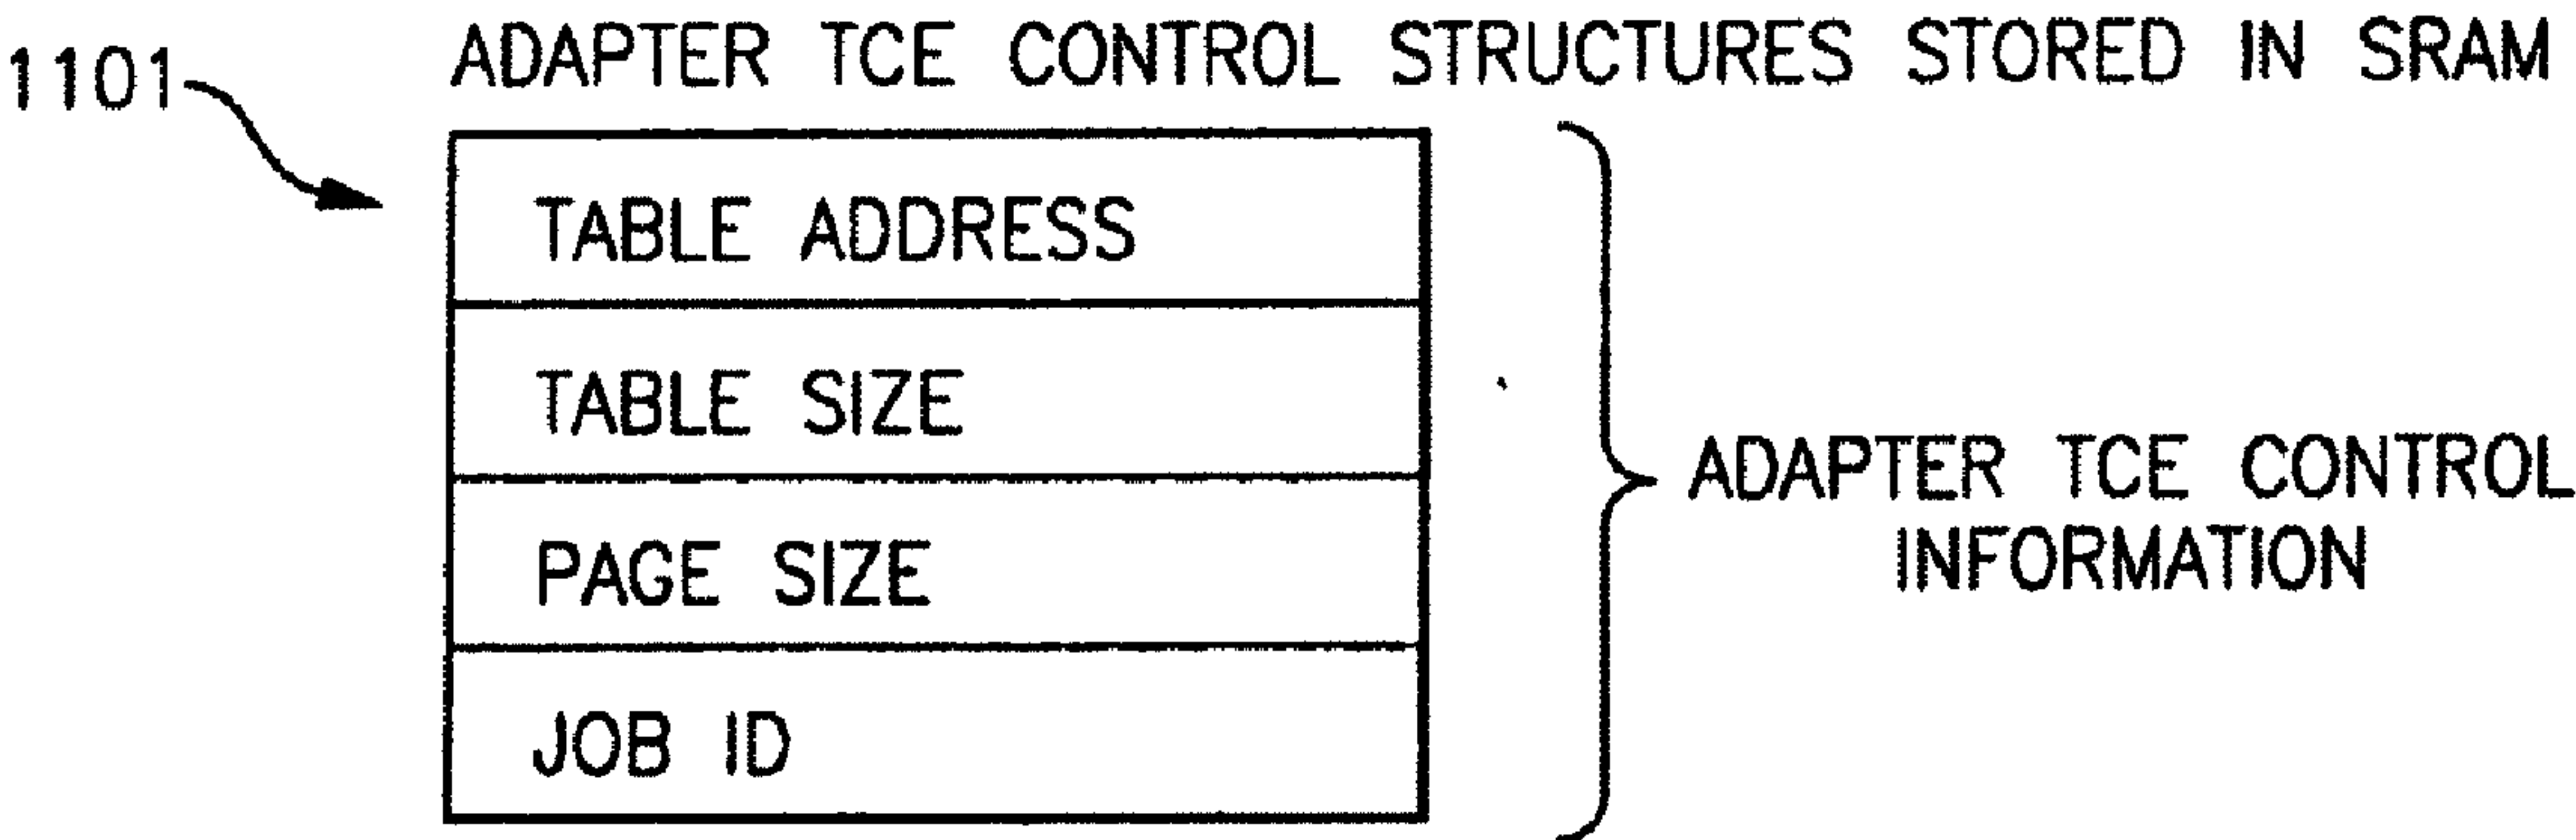 1101
ADAPTER TCE CONTROL STRUCTURES STORED IN SRAM
TABLE ADDRESS
TABLE SIZE
PAGE SIZE
JOB ID
ADAPTER TCE CONTROL
INFORMATION